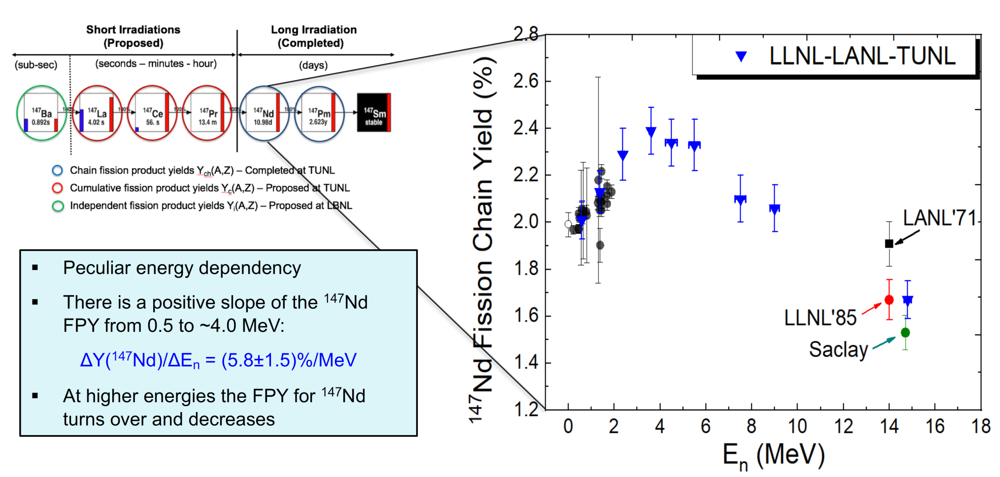 Short Irradiations
(Proposed)
Long Irradiation
(Completed)
(sub-sec)
(seconds – minutes - hour)
(days)
147Ba
0.892s
100%
147La
4.02 s
100%
147Ce
56. s
100%
147Pr
13.4 m
100%
147Nd
10.98d
100%
147Pm
2.623y
147Sm
stable
Chain fission product yields Ych(A,Z) – Completed at TUNL
Cumulative fission product yields Yc(A,Z) – Proposed at TUNL
Independent fission product yields Yi(A,Z) – Proposed at LBNL
▪ Peculiar energy dependency
▪ There is a positive slope of the 147Nd
FPY from 0.5 to ~4.0 MeV:
ΔY(147Nd)/ΔEn = (5.8±1.5)%/MeV
▪ At higher energies the FPY for 147Nd
turns over and decreases
147Nd Fission Chain Yield (%)
2.8
2.6
2.4
2.2
2.0
1.8
1.6
1.4
1.2
LLNL-LANL-TUNL
LANL'71
LLNL'85
Saclay
0 2 4 6 8 10 12 14 16 18
En (MeV)